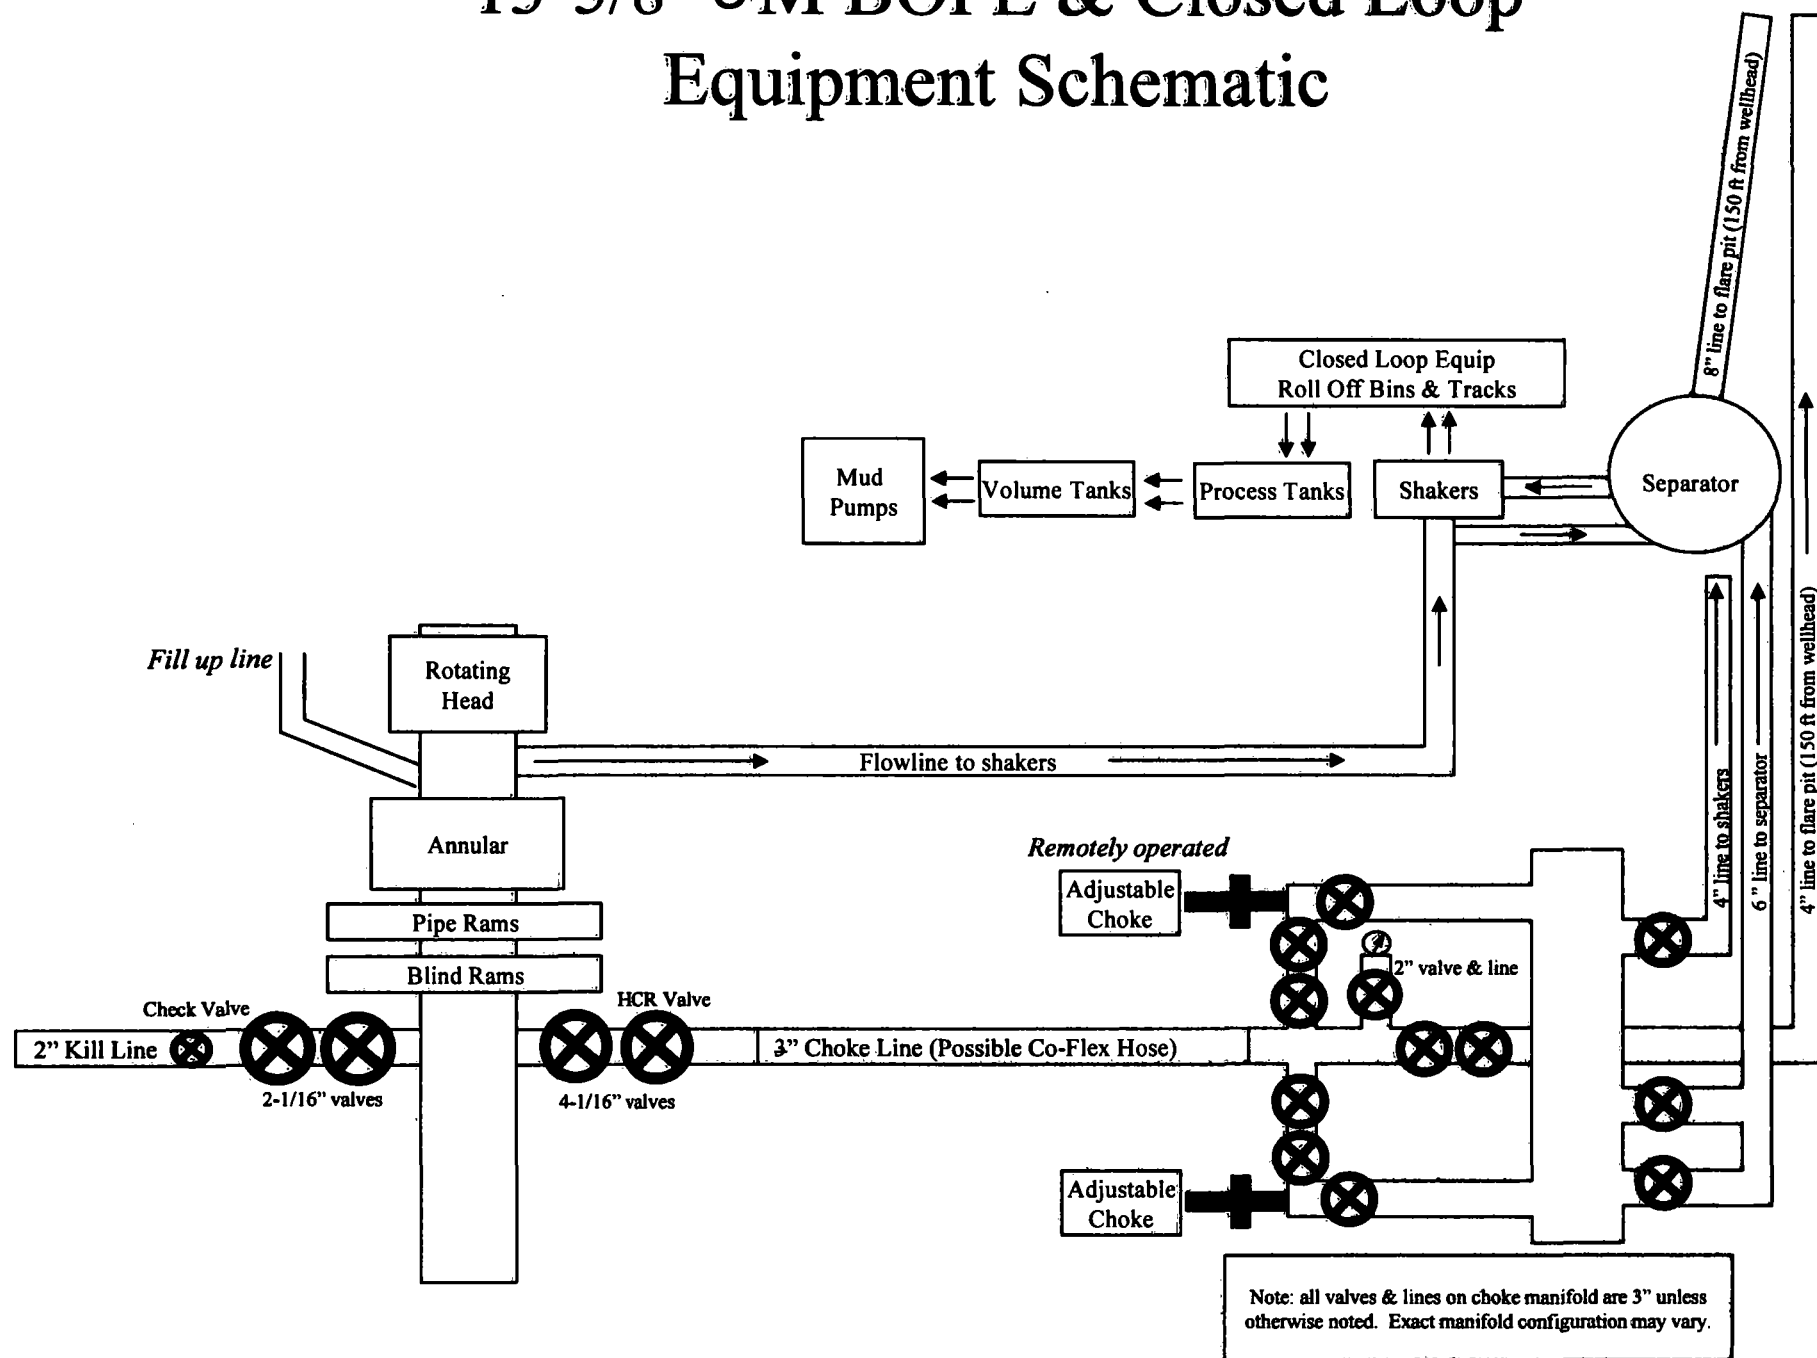 BOPE & Closed Loop
Equipment Schematic
8” line to flare pit (150 ft from wellhead)
Closed Loop Equip
Roll Off Bins & Tracks
Mud
Pumps
Volume Tanks
Process Tanks
Shakers
Separator
Fill up line
Rotating
Head
Flowline to shakers
Annular
Pipe Rams
Blind Rams
Remotely operated
Adjustable
Choke
2” valve & line
4” line to shakers
6” line to separator
4” line to flare pit (150 ft from wellhead)
Check Valve
HCR Valve
2” Kill Line
3” Choke Line (Possible Co-Flex Hose)
2-1/16” valves
4-1/16” valves
Adjustable
Choke
Note: all valves & lines on choke manifold are 3” unless
otherwise noted. Exact manifold configuration may vary.